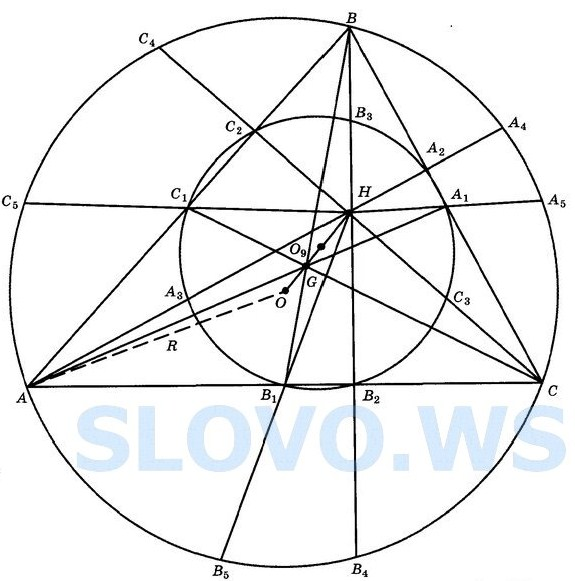 B
C₄
B₃
C₂
A₄
A₂
H
C₁
A₁
A₅
C₅
O₉
G
A₃
O
C₃
R
A
B₁
B₂
C
SLOVO.WS
B₅
B₄